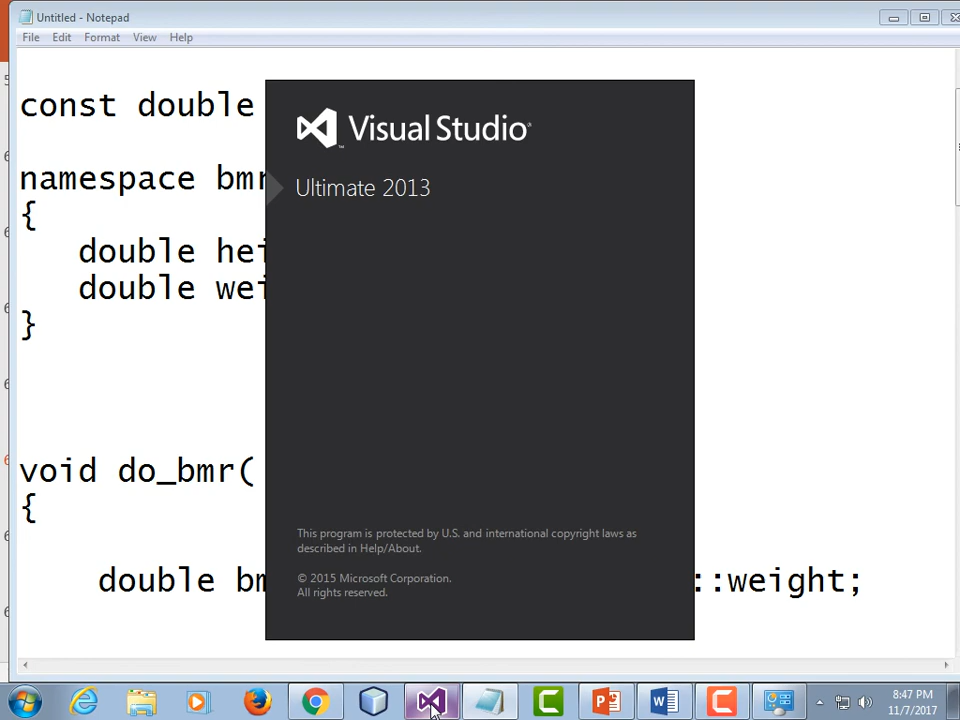 Untitled - Notepad
File Edit Format View Help
const double
namespace bmr
{
double hei
double wei
}
void do_bmr(
{
double bm
::weight;
Visual Studio
Ultimate 2013
This program is protected by U.S. and international copyright laws as
described in Help/About.
© 2015 Microsoft Corporation.
All rights reserved.
8:47 PM
11/7/2017